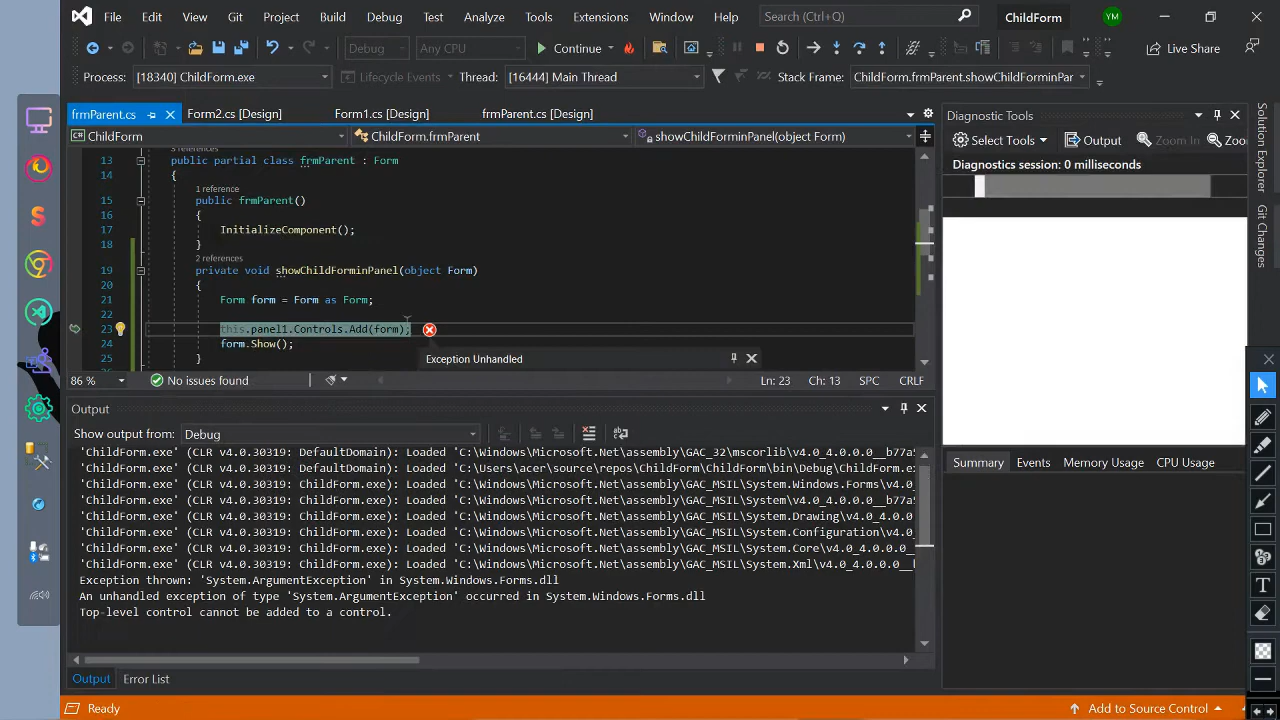 File Edit View Git Project Build Debug Test Analyze Tools Extensions Window Help Search (Ctrl+Q) ChildForm YM
Debug Any CPU Continue Live Share
Process: [18340] ChildForm.exe Lifecycle Events Thread: [16444] Main Thread Stack Frame: ChildForm.frmParent.showChildForminPar
frmParent.cs Form2.cs [Design] Form1.cs [Design] frmParent.cs [Design]
ChildForm ChildForm.frmParent showChildForminPanel(object Form)
13 public partial class frmParent : Form
14 {
1 reference
15 public frmParent()
16 {
17 InitializeComponent();
18 }
2 references
19 private void showChildForminPanel(object Form)
20 {
21 Form form = Form as Form;
22
23 this.panel1.Controls.Add(form);
24 form.Show();
25 }
Exception Unhandled
86 % No issues found Ln: 23 Ch: 13 SPC CRLF
Output
Show output from: Debug
'ChildForm.exe' (CLR v4.0.30319: DefaultDomain): Loaded 'C:\Windows\Microsoft.Net\assembly\GAC_32\mscorlib\v4.0_4.0.0.0__b77a5
'ChildForm.exe' (CLR v4.0.30319: DefaultDomain): Loaded 'C:\Users\acer\source\repos\ChildForm\ChildForm\bin\Debug\ChildForm.ex
'ChildForm.exe' (CLR v4.0.30319: ChildForm.exe): Loaded 'C:\Windows\Microsoft.Net\assembly\GAC_MSIL\System.Windows.Forms\v4.0_
'ChildForm.exe' (CLR v4.0.30319: ChildForm.exe): Loaded 'C:\Windows\Microsoft.Net\assembly\GAC_MSIL\System\v4.0_4.0.0.0__b77a5
'ChildForm.exe' (CLR v4.0.30319: ChildForm.exe): Loaded 'C:\Windows\Microsoft.Net\assembly\GAC_MSIL\System.Drawing\v4.0_4.0.0.
'ChildForm.exe' (CLR v4.0.30319: ChildForm.exe): Loaded 'C:\Windows\Microsoft.Net\assembly\GAC_MSIL\System.Configuration\v4.0_
'ChildForm.exe' (CLR v4.0.30319: ChildForm.exe): Loaded 'C:\Windows\Microsoft.Net\assembly\GAC_MSIL\System.Core\v4.0_4.0.0.0__
'ChildForm.exe' (CLR v4.0.30319: ChildForm.exe): Loaded 'C:\Windows\Microsoft.Net\assembly\GAC_MSIL\System.Xml\v4.0_4.0.0.0__b
Exception thrown: 'System.ArgumentException' in System.Windows.Forms.dll
An unhandled exception of type 'System.ArgumentException' occurred in System.Windows.Forms.dll
Top-level control cannot be added to a control.
Output Error List
Diagnostic Tools
Select Tools Output Zoom In Zoo
Diagnostics session: 0 milliseconds
Summary Events Memory Usage CPU Usage
Solution Explorer
Git Changes
Ready Add to Source Control